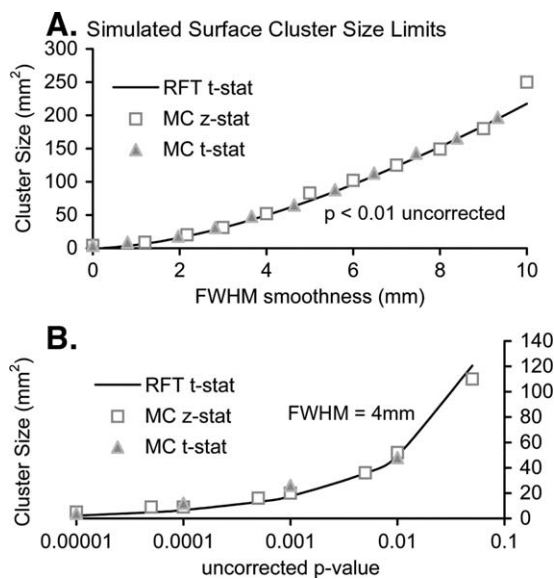 A. Simulated Surface Cluster Size Limits
300
250
200
150
100
50
0
Cluster Size (mm²)
RFT t-stat
MC z-stat
MC t-stat
p < 0.01 uncorrected
0 2 4 6 8 10
FWHM smoothness (mm)
B.
Cluster Size (mm²)
RFT t-stat
MC z-stat
MC t-stat
FWHM = 4mm
140
120
100
80
60
40
20
0
0.00001 0.0001 0.001 0.01 0.1
uncorrected p-value